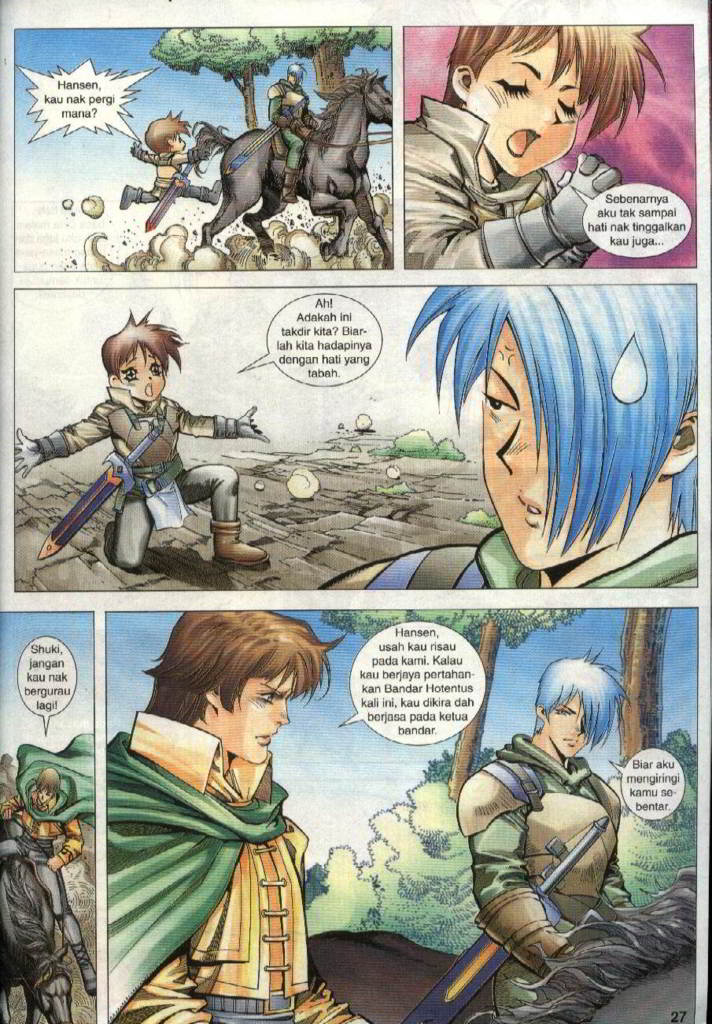 Hansen,
kau nak pergi
mana?
Sebenarnya
aku tak sampai
hati nak tinggalkan
kau juga...
Ah!
Adakah ini
takdir kita? Biar-
lah kita hadapinya
dengan hati yang
tabah.
Shuki,
jangan
kau nak
bergurau
lagi!
Hansen,
usah kau risau
pada kami. Kalau
kau berjaya pertahan-
kan Bandar Hotentus
kali ini, kau dikira dah
berjasa pada ketua
bandar.
Biar aku
mengiringi
kamu se-
bentar.
27